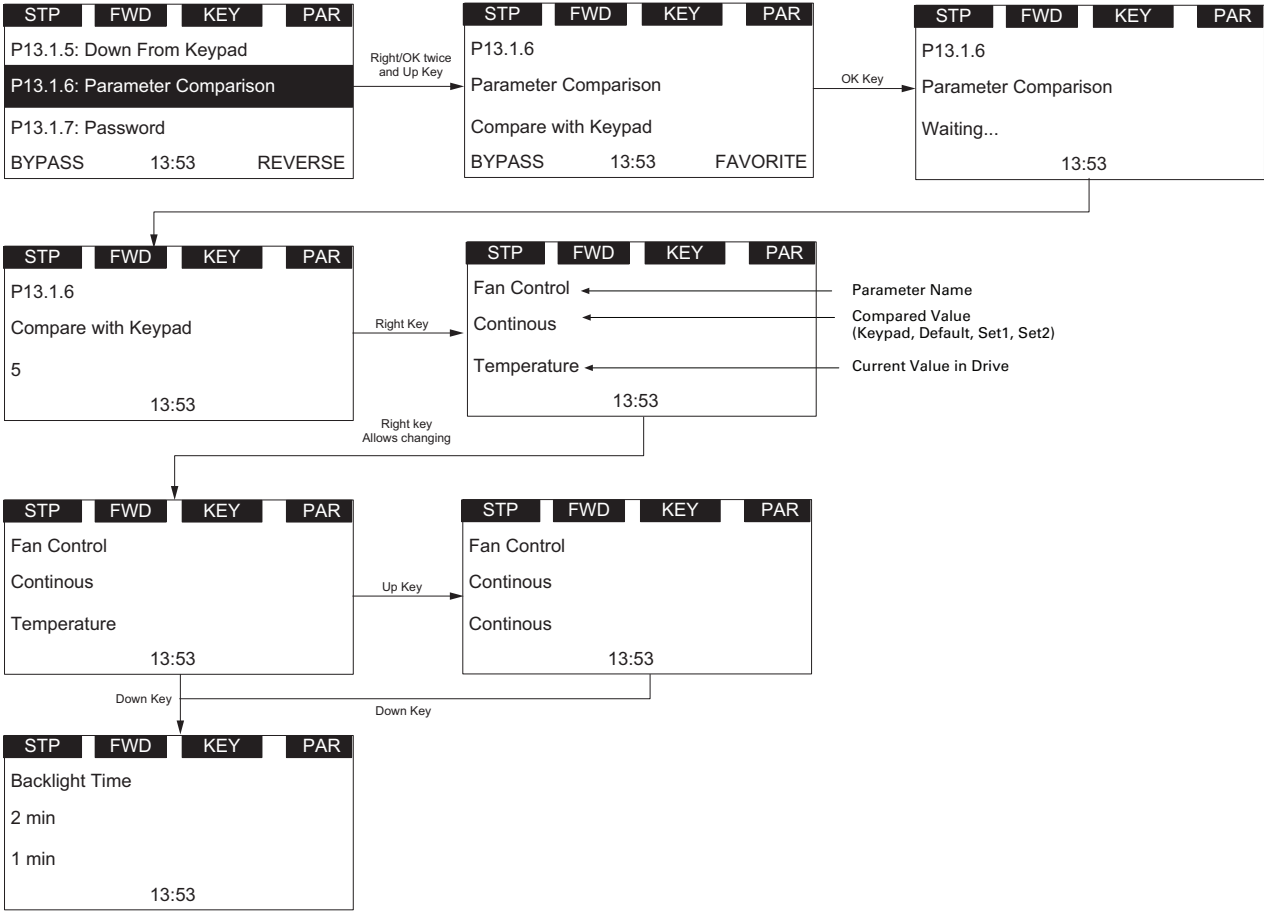 STP FWD KEY PAR
P13.1.5: Down From Keypad
P13.1.6: Parameter Comparison
P13.1.7: Password
BYPASS 13:53 REVERSE
Right/OK twice
and Up Key
STP FWD KEY PAR
P13.1.6
Parameter Comparison
Compare with Keypad
BYPASS 13:53 FAVORITE
OK Key
STP FWD KEY PAR
P13.1.6
Parameter Comparison
Waiting...
13:53
STP FWD KEY PAR
P13.1.6
Compare with Keypad
5
13:53
Right Key
STP FWD KEY PAR
Fan Control
Continous
Temperature
13:53
Parameter Name
Compared Value
(Keypad, Default, Set1, Set2)
Current Value in Drive
Right key
Allows changing
STP FWD KEY PAR
Fan Control
Continous
Temperature
13:53
Up Key
STP FWD KEY PAR
Fan Control
Continous
Continous
13:53
Down Key
Down Key
STP FWD KEY PAR
Backlight Time
2 min
1 min
13:53